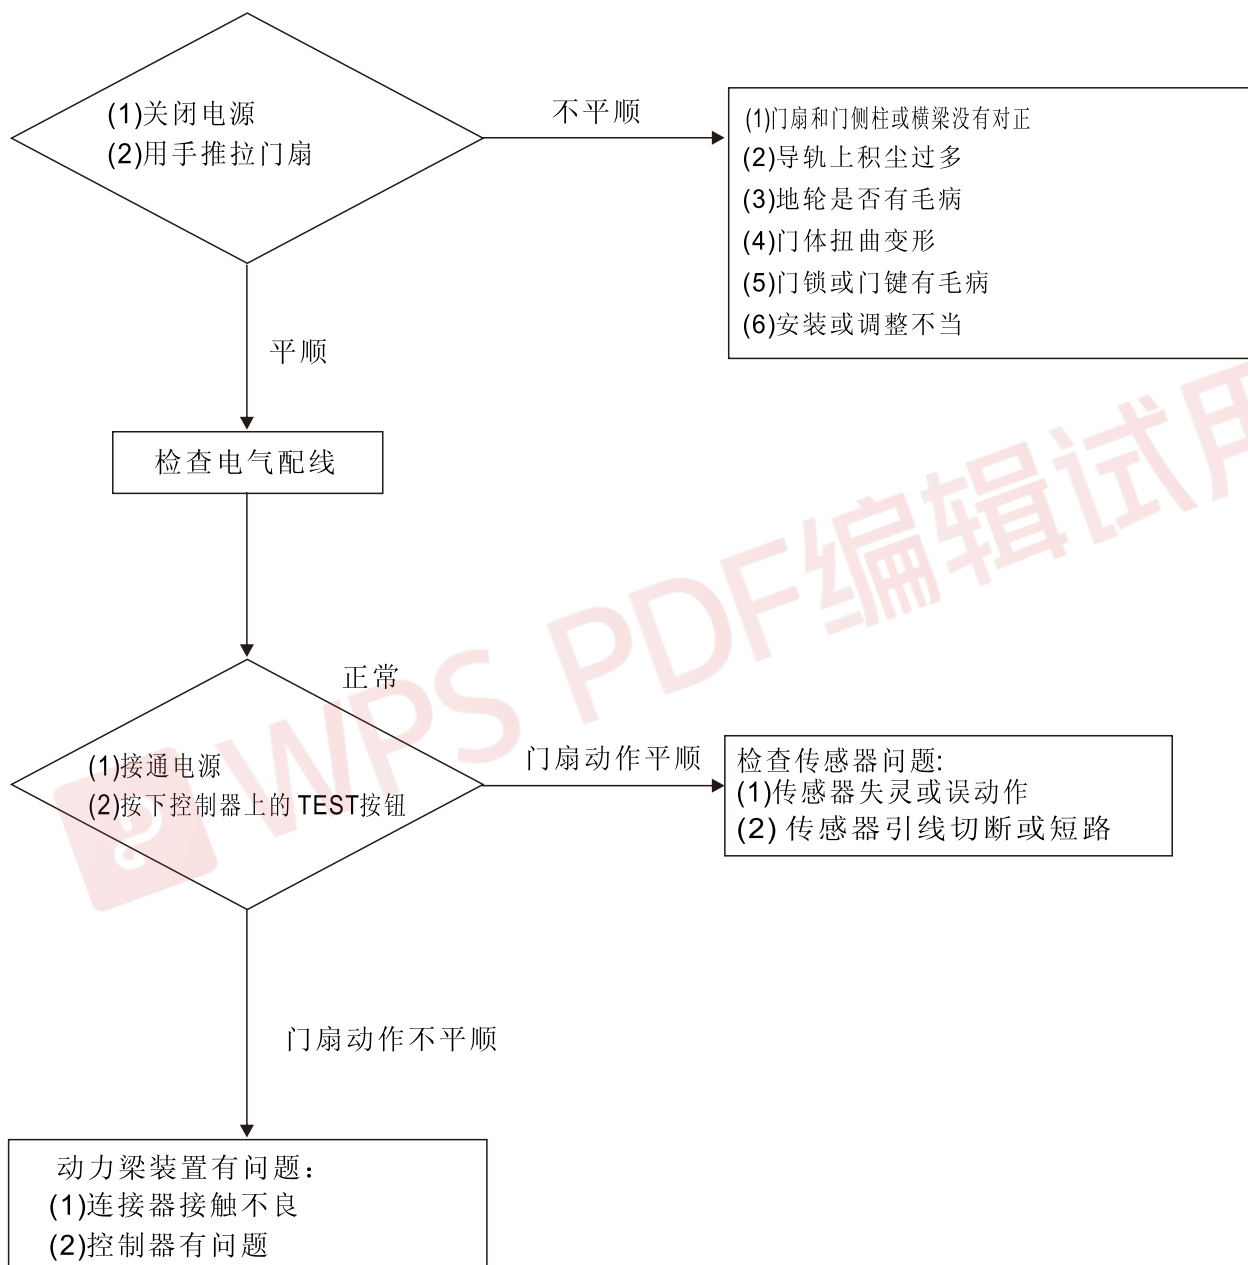 (1)关闭电源
(2)用手推拉门扇
不平顺
(1)门扇和门侧柱或横梁没有对正
(2)导轨上积尘过多
(3)地轮是否有毛病
(4)门体扭曲变形
(5)门锁或门键有毛病
(6)安装或调整不当
平顺
检查电气配线
正常
(1)接通电源
(2)按下控制器上的TEST按钮
门扇动作平顺
检查传感器问题:
(1)传感器失灵或误动作
(2) 传感器引线切断或短路
门扇动作不平顺
动力梁装置有问题：
(1)连接器接触不良
(2)控制器有问题
WPS PDF编辑试用